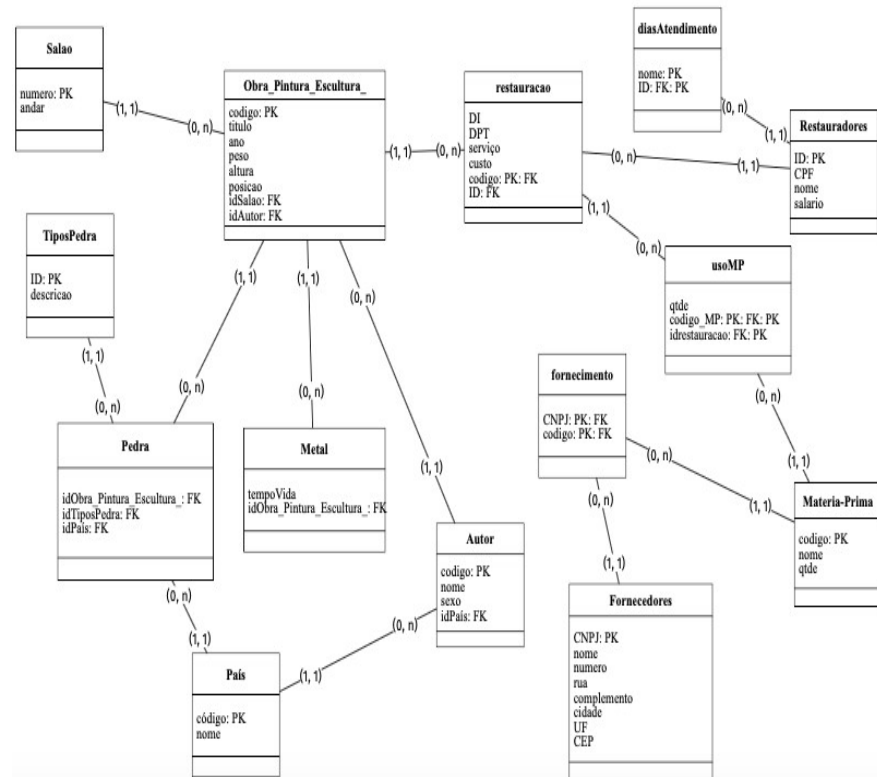 Salao
numero: PK
andar
(1, 1)
(0, n)
Obra_Pintura_Escultura_
codigo: PK
titulo
ano
peso
altura
posicao
idSalao: FK
idAutor: FK
(1, 1)
(0, n)
restauracao
DI
DPT
serviço
custo
codigo: PK: FK
ID: FK
diasAtendimento
nome: PK
ID: FK: PK
(0, n)
(1, 1)
Restauradores
ID: PK
CPF
nome
salario
(0, n)
(1, 1)
(1, 1)
(0, n)
usoMP
qtde
codigo_MP: PK: FK: PK
idrestauracao: FK: PK
(0, n)
(1, 1)
TiposPedra
ID: PK
descricao
(1, 1)
(0, n)
(1, 1)
(0, n)
(1, 1)
(0, n)
(0, n)
(1, 1)
Pedra
idObra_Pintura_Escultura_: FK
idTiposPedra: FK
idPaís: FK
(0, n)
(1, 1)
Metal
tempoVida
idObra_Pintura_Escultura_: FK
Autor
codigo: PK
nome
sexo
idPaís: FK
(0, n)
(1, 1)
País
código: PK
nome
fornecimento
CNPJ: PK: FK
codigo: PK: FK
(0, n)
(1, 1)
(0, n)
(1, 1)
Materia-Prima
codigo: PK
nome
qtde
Fornecedores
CNPJ: PK
nome
numero
rua
complemento
cidade
UF
CEP